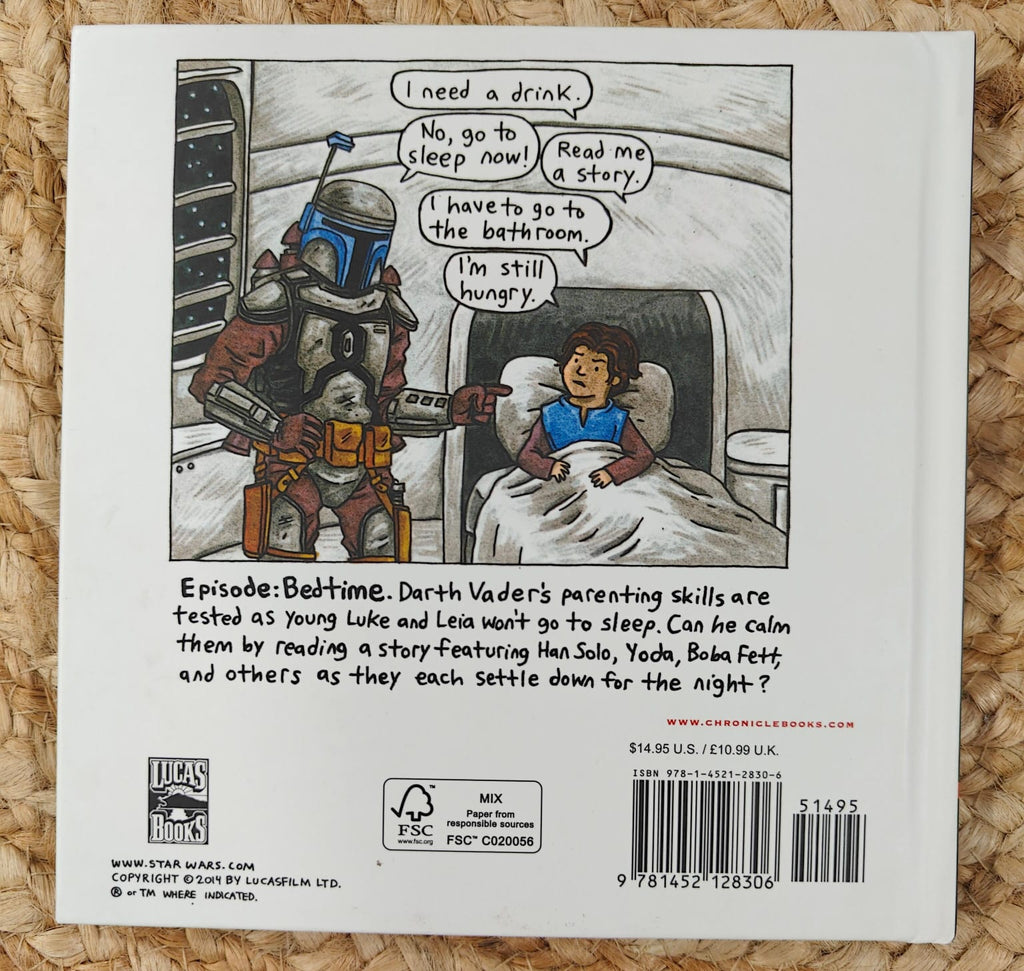 I need a drink.
No, go to
sleep now!
Read me
a story.
I have to go to
the bathroom.
I'm still
hungry.
Episode: Bedtime. Darth Vader's parenting skills are
tested as young Luke and Leia won't go to sleep. Can he calm
them by reading a story featuring Han Solo, Yoda, Boba Fett,
and others as they each settle down for the night?
WWW.CHRONICLEBOOKS.COM
$14.95 U.S. / £10.99 U.K.
ISBN 978-1-4521-2830-6
51495
9 781452 128306
LUCAS
BOOKS
FSC™
www.fsc.org
MIX
Paper from
responsible sources
FSC™ C020056
WWW.STAR WARS.COM
COPYRIGHT © 2014 BY LUCASFILM LTD.
® or TM WHERE INDICATED.